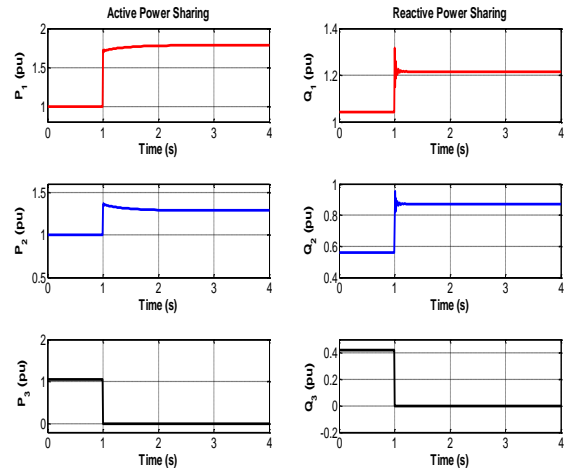 Active Power Sharing
2
1.5
1
P1 (pu)
0 1 2 3 4
Time (s)
Reactive Power Sharing
1.4
1.2
1
Q1 (pu)
0 1 2 3 4
Time (s)
1.5
1
0.5
P2 (pu)
0 1 2 3 4
Time (s)
1
0.8
0.6
0.4
Q2 (pu)
0 1 2 3 4
Time (s)
2
1
0
P3 (pu)
0 1 2 3 4
Time (s)
0.4
0.2
0
-0.2
Q3 (pu)
0 1 2 3 4
Time (s)